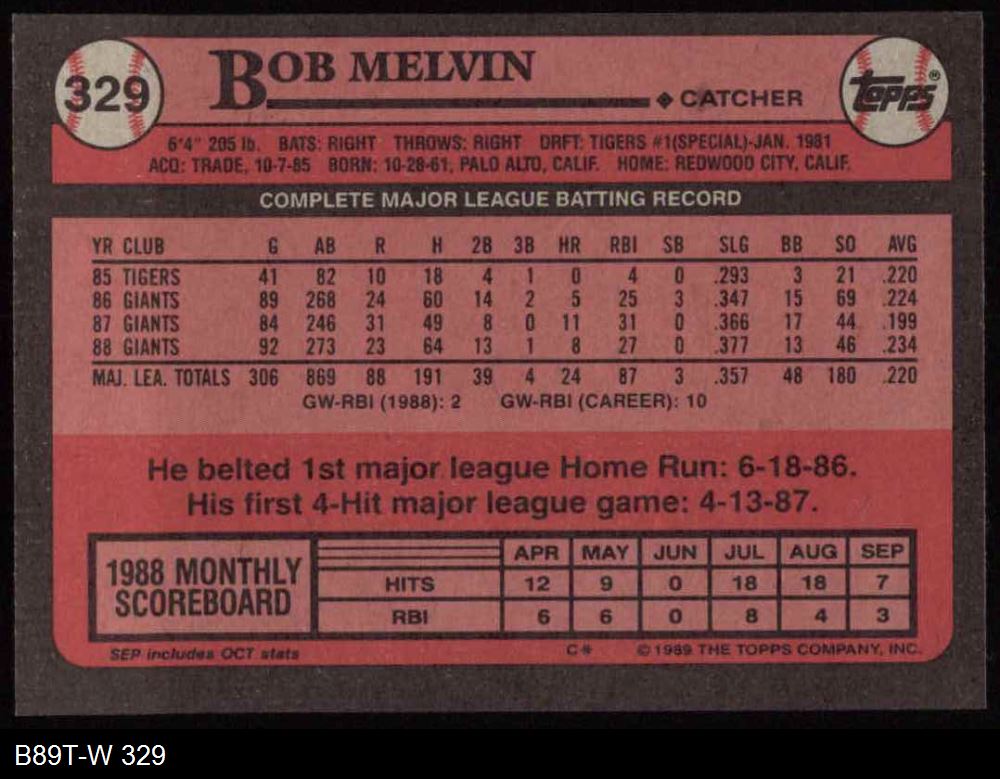 329
BOB MELVIN
◆ CATCHER
TOPPS®
6'4" 205 lb. BATS: RIGHT THROWS: RIGHT DRFT: TIGERS #1(SPECIAL)-JAN. 1981
ACQ: TRADE, 10-7-85 BORN: 10-28-61, PALO ALTO, CALIF. HOME: REDWOOD CITY, CALIF.
COMPLETE MAJOR LEAGUE BATTING RECORD
YR CLUB G AB R H 2B 3B HR RBI SB SLG BB SO AVG
85 TIGERS 41 82 10 18 4 1 0 4 0 .293 3 21 .220
86 GIANTS 89 268 24 60 14 2 5 25 3 .347 15 69 .224
87 GIANTS 84 246 31 49 8 0 11 31 0 .366 17 44 .199
88 GIANTS 92 273 23 64 13 1 8 27 0 .377 13 46 .234
MAJ. LEA. TOTALS 306 869 88 191 39 4 24 87 3 .357 48 180 .220
GW-RBI (1988): 2 GW-RBI (CAREER): 10
He belted 1st major league Home Run: 6-18-86.
His first 4-Hit major league game: 4-13-87.
1988 MONTHLY
SCOREBOARD
APR MAY JUN JUL AUG SEP
HITS 12 9 0 18 18 7
RBI 6 6 0 8 4 3
SEP includes OCT stats
C* © 1989 THE TOPPS COMPANY, INC.
B89T-W 329